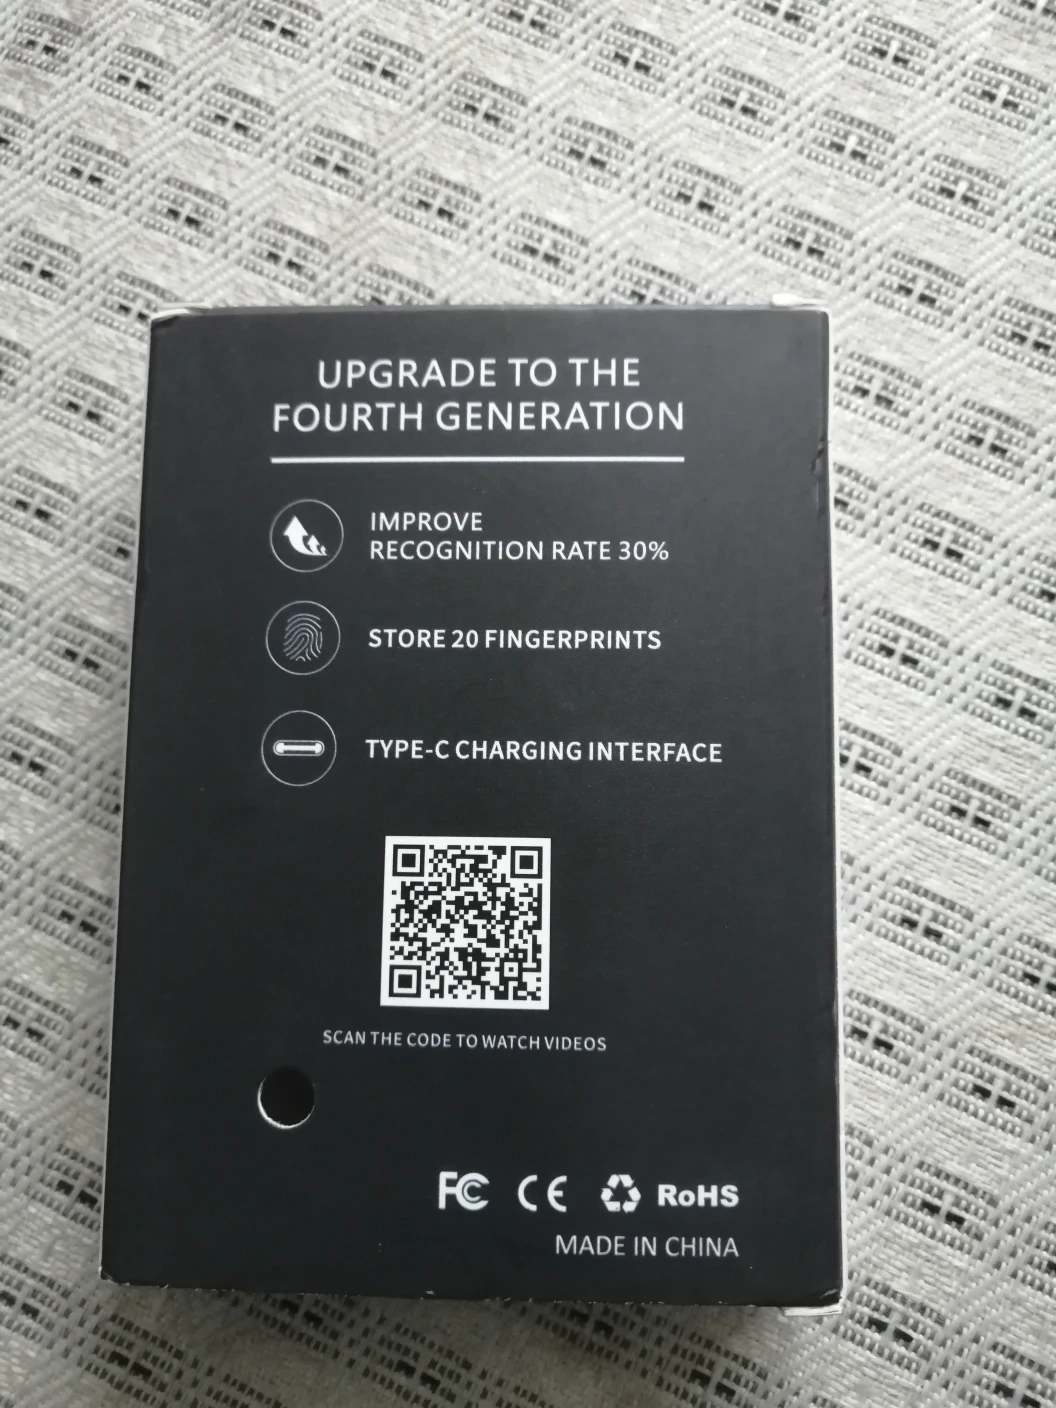 UPGRADE TO THE
FOURTH GENERATION
IMPROVE
RECOGNITION RATE 30%
STORE 20 FINGERPRINTS
TYPE-C CHARGING INTERFACE
SCAN THE CODE TO WATCH VIDEOS
FC CE RoHS
MADE IN CHINA